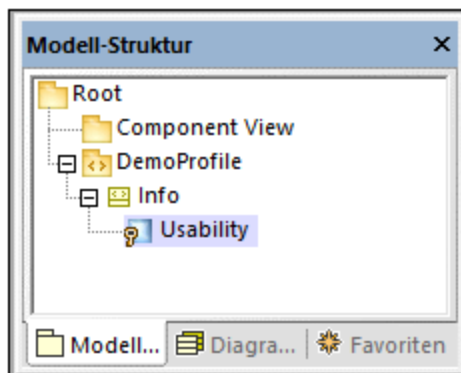 Modell-Struktur
Root
Component View
DemoProfile
Info
Usability
Modell... Diagra... Favoriten